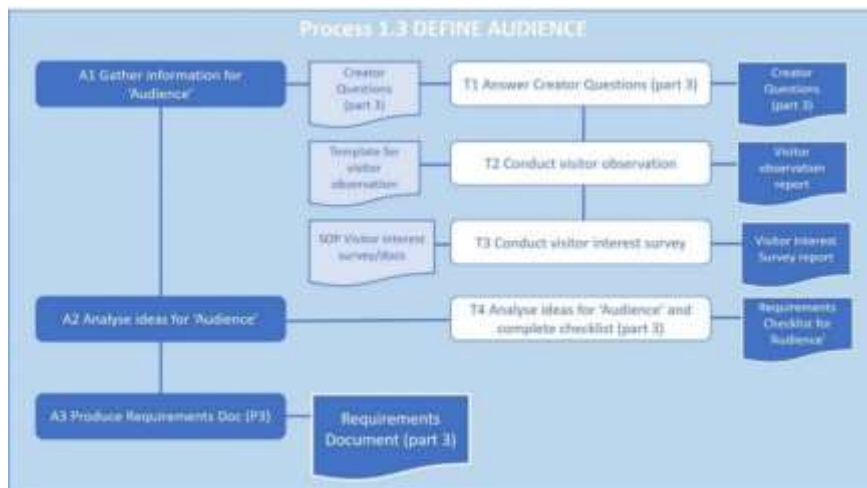 Process 1.3 DEFINE AUDIENCE
A1 Gather information for
'Audience'
Creator
Questions
(part 3)
T1 Answer Creator Questions (part 3)
Creator
Questions
(part 3)
Template for
visitor
observation
T2 Conduct visitor observation
Visitor
observation
report
SOP Visitor interest
survey/docs
T3 Conduct visitor interest survey
Visitor Interest
Survey report
A2 Analyse ideas for 'Audience'
T4 Analyse ideas for 'Audience' and
complete checklist (part 3)
Requirements
Checklist for
'Audience'
A3 Produce Requirements Doc (P3)
Requirements
Document (part 3)